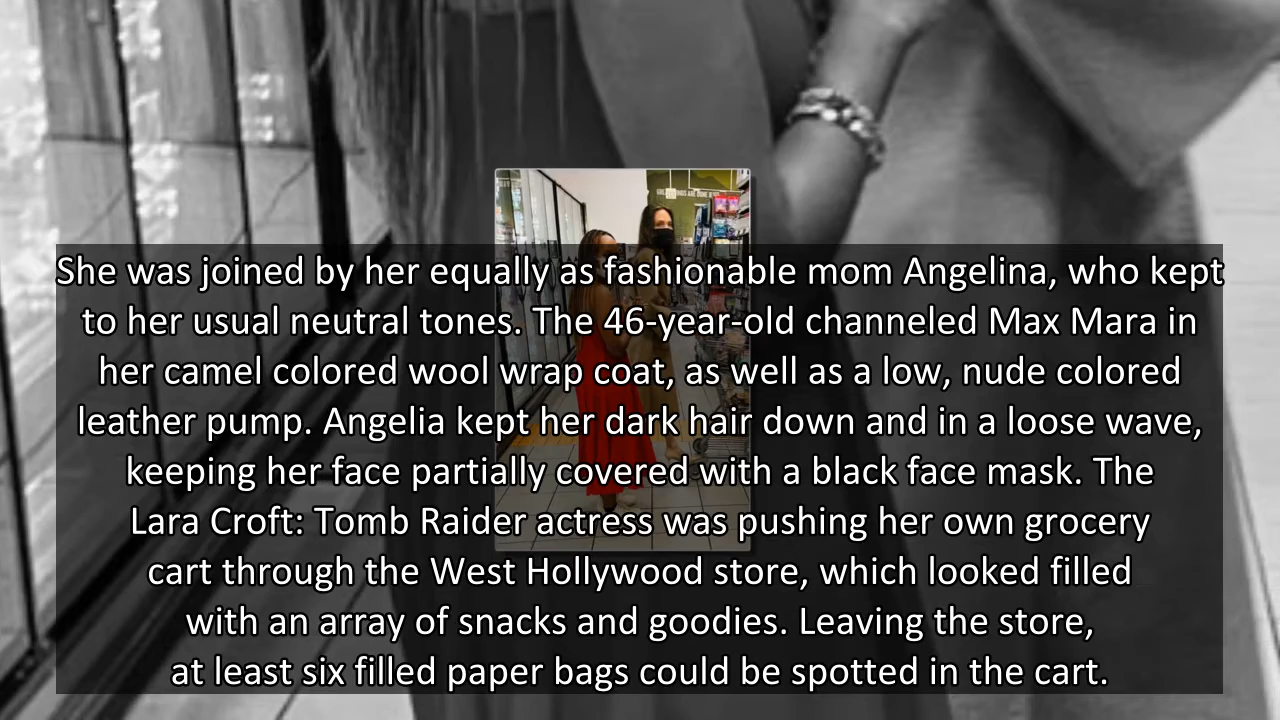 She was joined by her equally as fashionable mom Angelina, who kept
to her usual neutral tones. The 46-year-old channeled Max Mara in
her camel colored wool wrap coat, as well as a low, nude colored
leather pump. Angelia kept her dark hair down and in a loose wave,
keeping her face partially covered with a black face mask. The
Lara Croft: Tomb Raider actress was pushing her own grocery
cart through the West Hollywood store, which looked filled
with an array of snacks and goodies. Leaving the store,
at least six filled paper bags could be spotted in the cart.